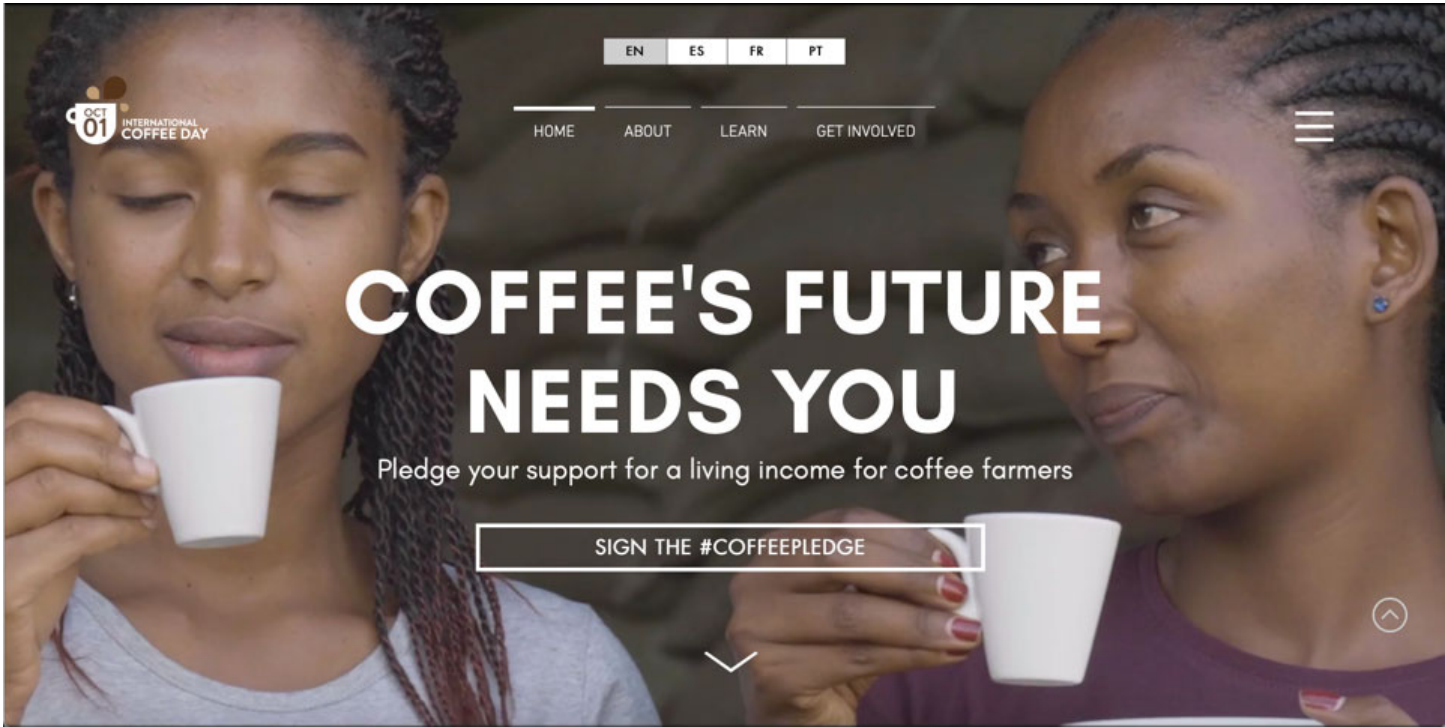 EN ES FR PT
OCT
01
INTERNATIONAL
COFFEE DAY
HOME ABOUT LEARN GET INVOLVED
COFFEE'S FUTURE
NEEDS YOU
Pledge your support for a living income for coffee farmers
SIGN THE #COFFEEPLEDGE